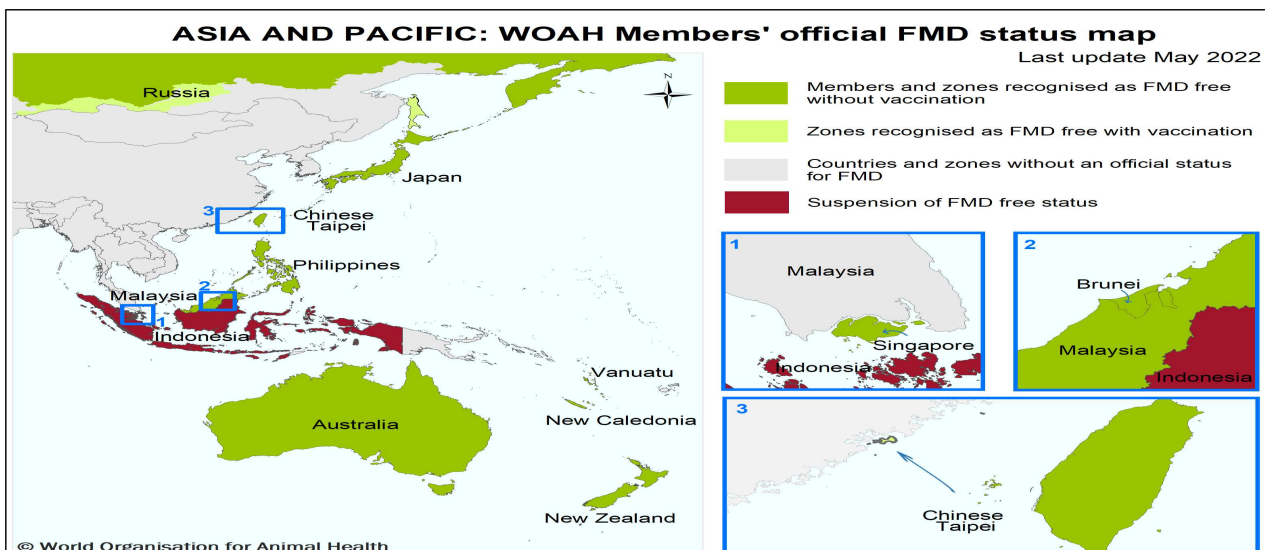 ASIA AND PACIFIC: WOAH Members' official FMD status map
Last update May 2022
Members and zones recognised as FMD free
without vaccination
Zones recognised as FMD free with vaccination
Countries and zones without an official status
for FMD
Suspension of FMD free status
N
Russia
Japan
3
Chinese
Taipei
Philippines
Malaysia
2
1
Indonesia
Vanuatu
New Caledonia
Australia
New Zealand
© World Organisation for Animal Health
1
Malaysia
Singapore
Indonesia
2
Brunei
Malaysia
Indonesia
3
Chinese
Taipei